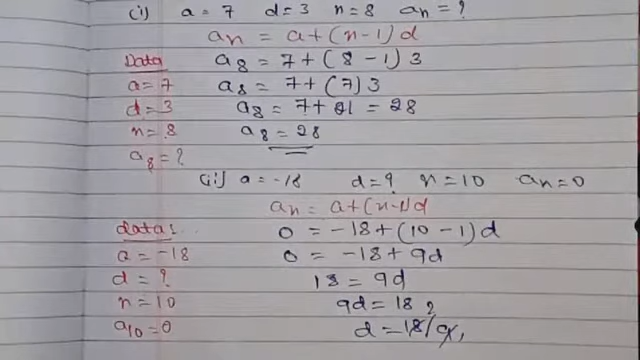 (i) a = 7 d = 3 n = 8 an = ?
an = a + (n - 1) d
Data a8 = 7 + (8 - 1) 3
a = 7 a8 = 7 + (7) 3
d = 3 a8 = 7 + 21 = 28
n = 8 a8 = 28
a8 = ?
(ii) a = -18 d = ? n = 10 an = 0
an = a + (n-1)d
data: 0 = -18 + (10 - 1) d
a = -18 0 = -18 + 9d
d = ? 18 = 9d
n = 10 9d = 18 2
a10 = 0 d = 18/9,